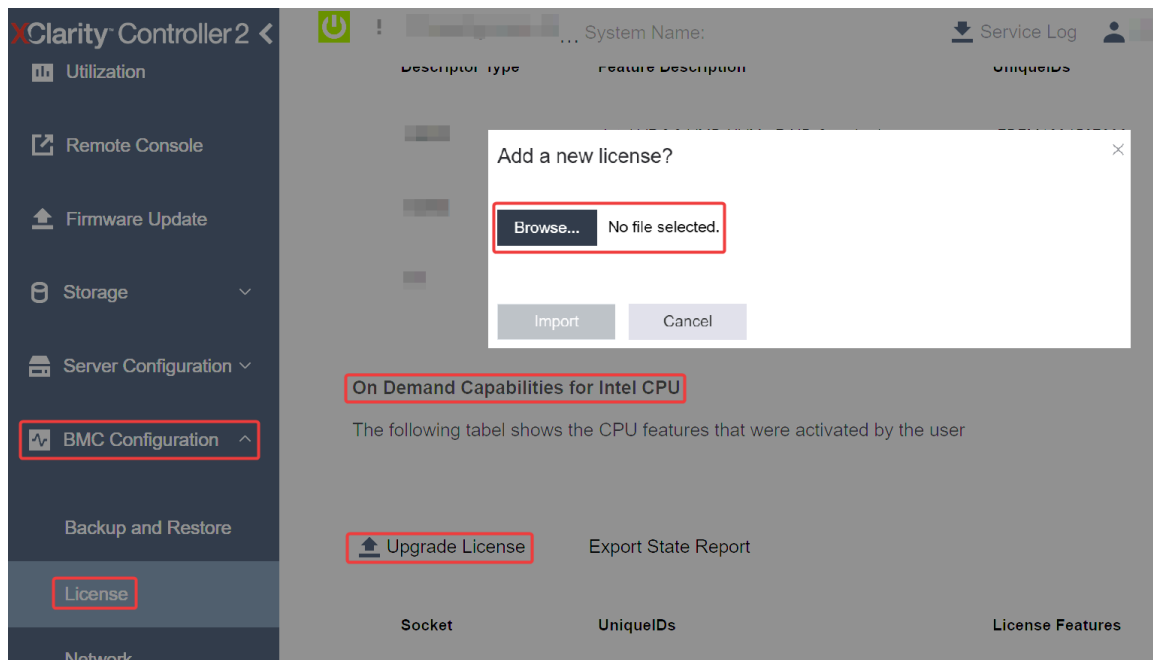 XClarity Controller 2
Utilization
Remote Console
Firmware Update
Storage
Server Configuration
BMC Configuration
Backup and Restore
License
Network
! ... System Name:
Service Log
Descriptor Type Feature Description UniqueIDs
Add a new license?
Browse... No file selected.
Import Cancel
On Demand Capabilities for Intel CPU
The following tabel shows the CPU features that were activated by the user
Upgrade License Export State Report
Socket UniqueIDs License Features